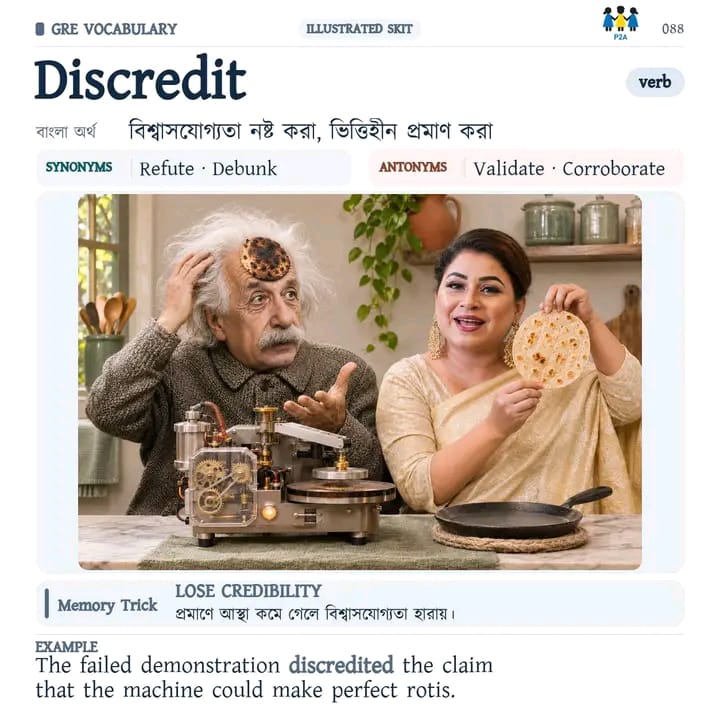 GRE VOCABULARY
ILLUSTRATED SKIT
P2A
088
Discredit
verb
বাংলা অর্থ বিশ্বাসযোগ্যতা নষ্ট করা, ভিত্তিহীন প্রমাণ করা
SYNONYMS Refute · Debunk
ANTONYMS Validate · Corroborate
Memory Trick
LOSE CREDIBILITY
প্রমাণে আস্থা কমে গেলে বিশ্বাসযোগ্যতা হারায়।
EXAMPLE
The failed demonstration discredited the claim
that the machine could make perfect rotis.